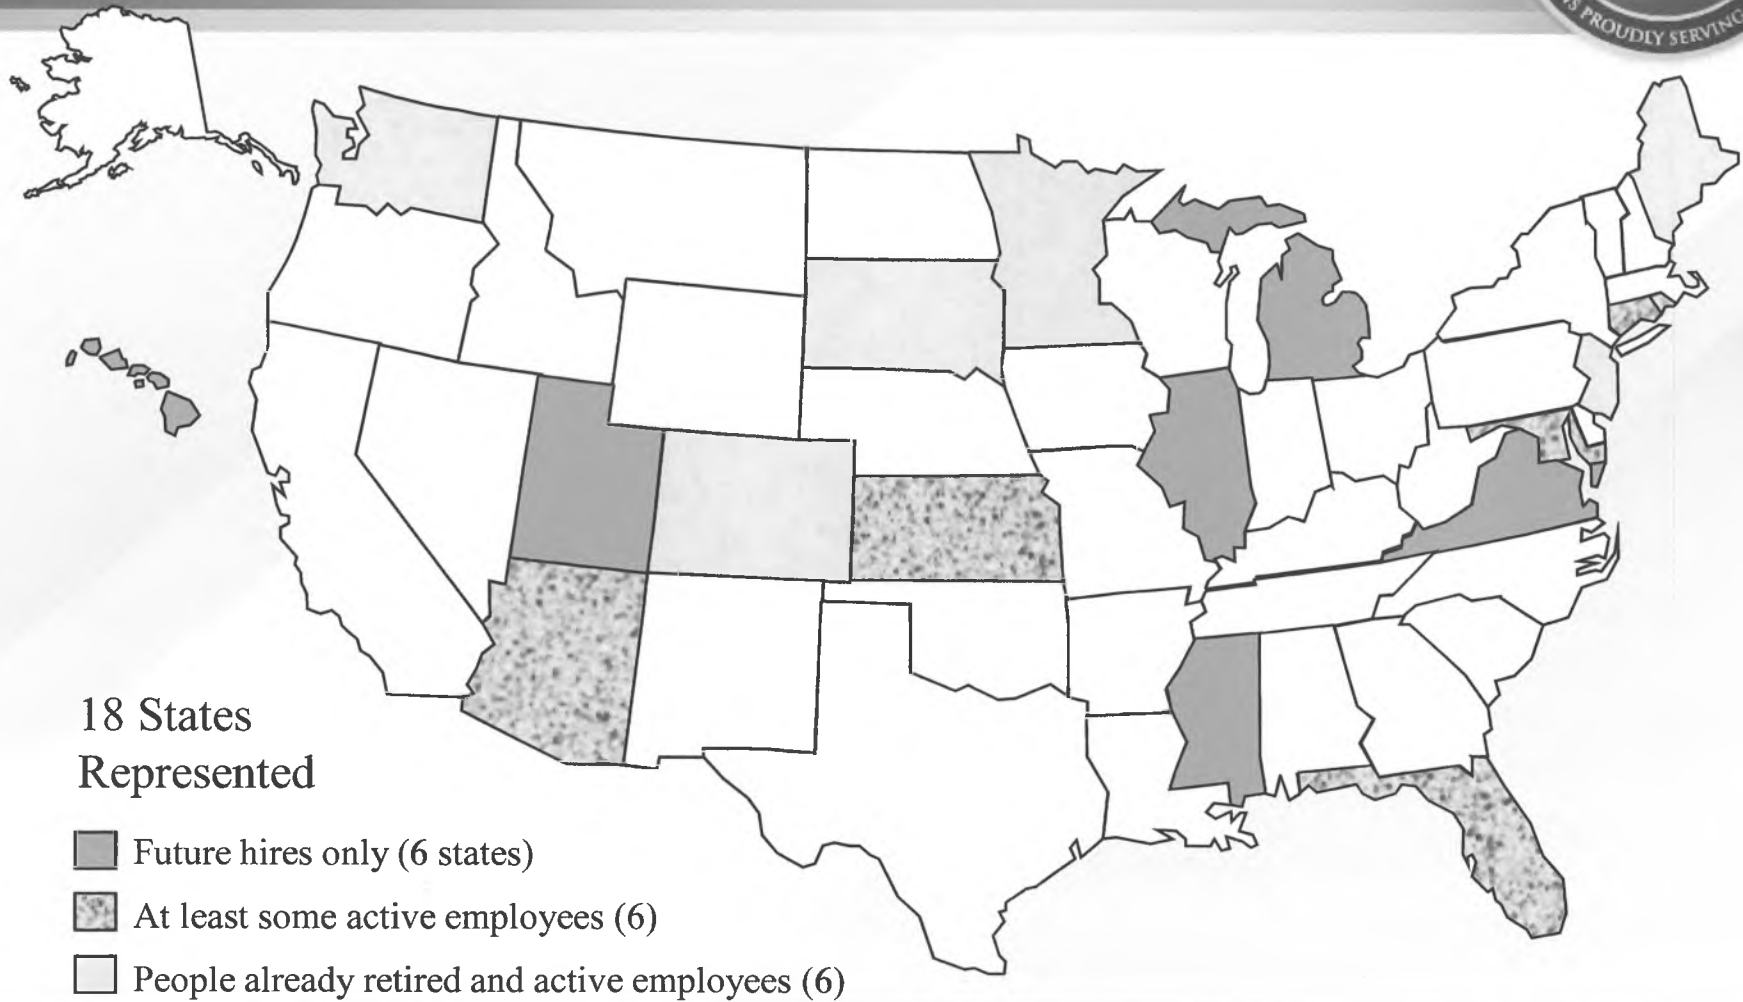 PROUDLY SERVING
18 States
Represented
Future hires only (6 states)
At least some active employees (6)
People already retired and active employees (6)